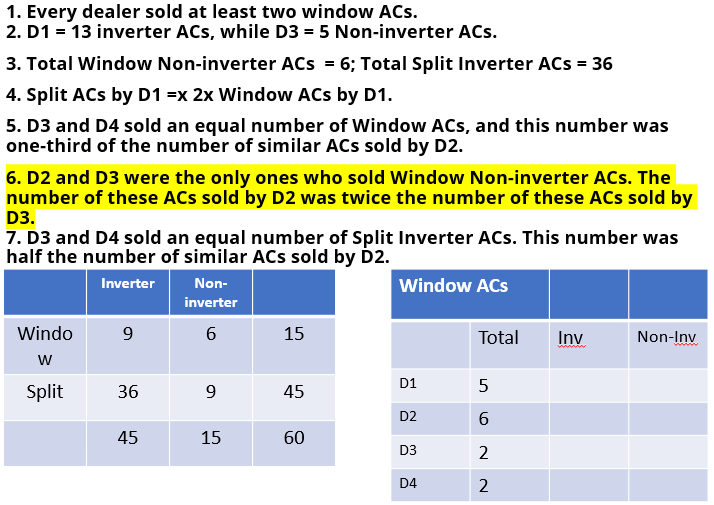 1. Every dealer sold at least two window ACs.
2. D1 = 13 inverter ACs, while D3 = 5 Non-inverter ACs.
3. Total Window Non-inverter ACs = 6; Total Split Inverter ACs = 36
4. Split ACs by D1 =x 2x Window ACs by D1.
5. D3 and D4 sold an equal number of Window ACs, and this number was
one-third of the number of similar ACs sold by D2.
6. D2 and D3 were the only ones who sold Window Non-inverter ACs. The
number of these ACs sold by D2 was twice the number of these ACs sold by
D3.
7. D3 and D4 sold an equal number of Split Inverter ACs. This number was
half the number of similar ACs sold by D2.
Inverter Non-
inverter
Windo 9 6 15
w
Split 36 9 45
45 15 60
Window ACs
Total Inv Non-Inv
D1 5
D2 6
D3 2
D4 2